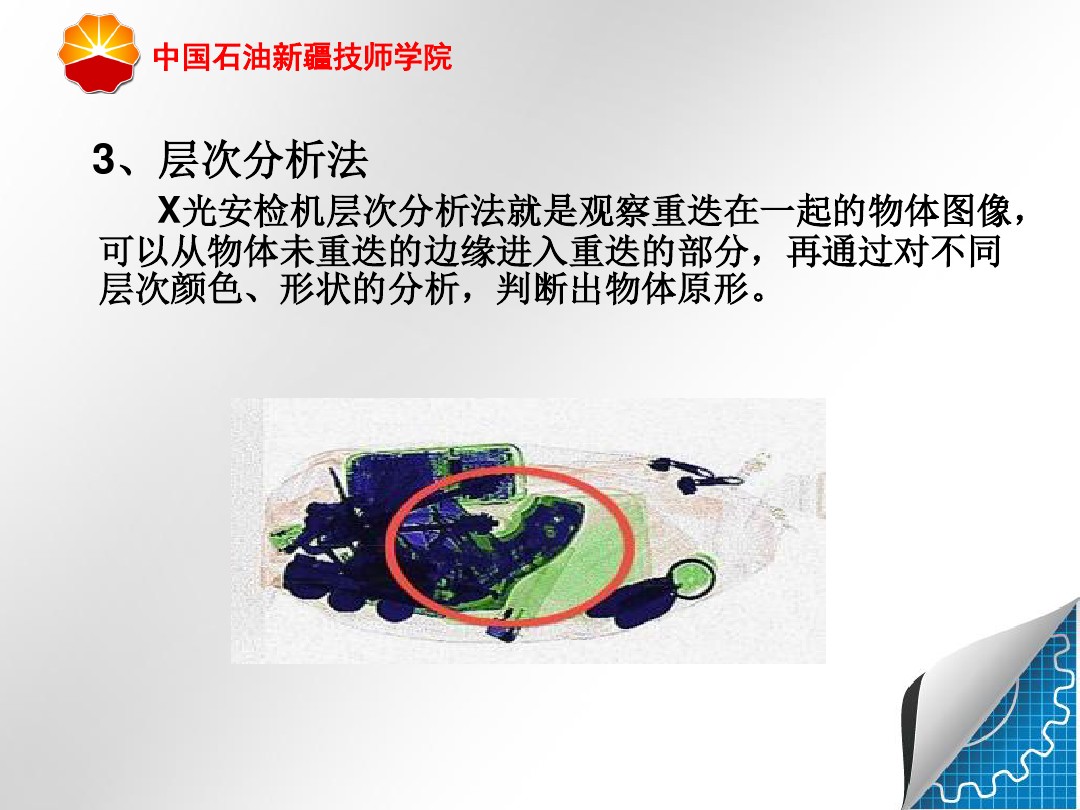 中国石油新疆技师学院
3、层次分析法
X光安检机层次分析法就是观察重迭在一起的物体图像，
可以从物体未重迭的边缘进入重迭的部分，再通过对不同
层次颜色、形状的分析，判断出物体原形。